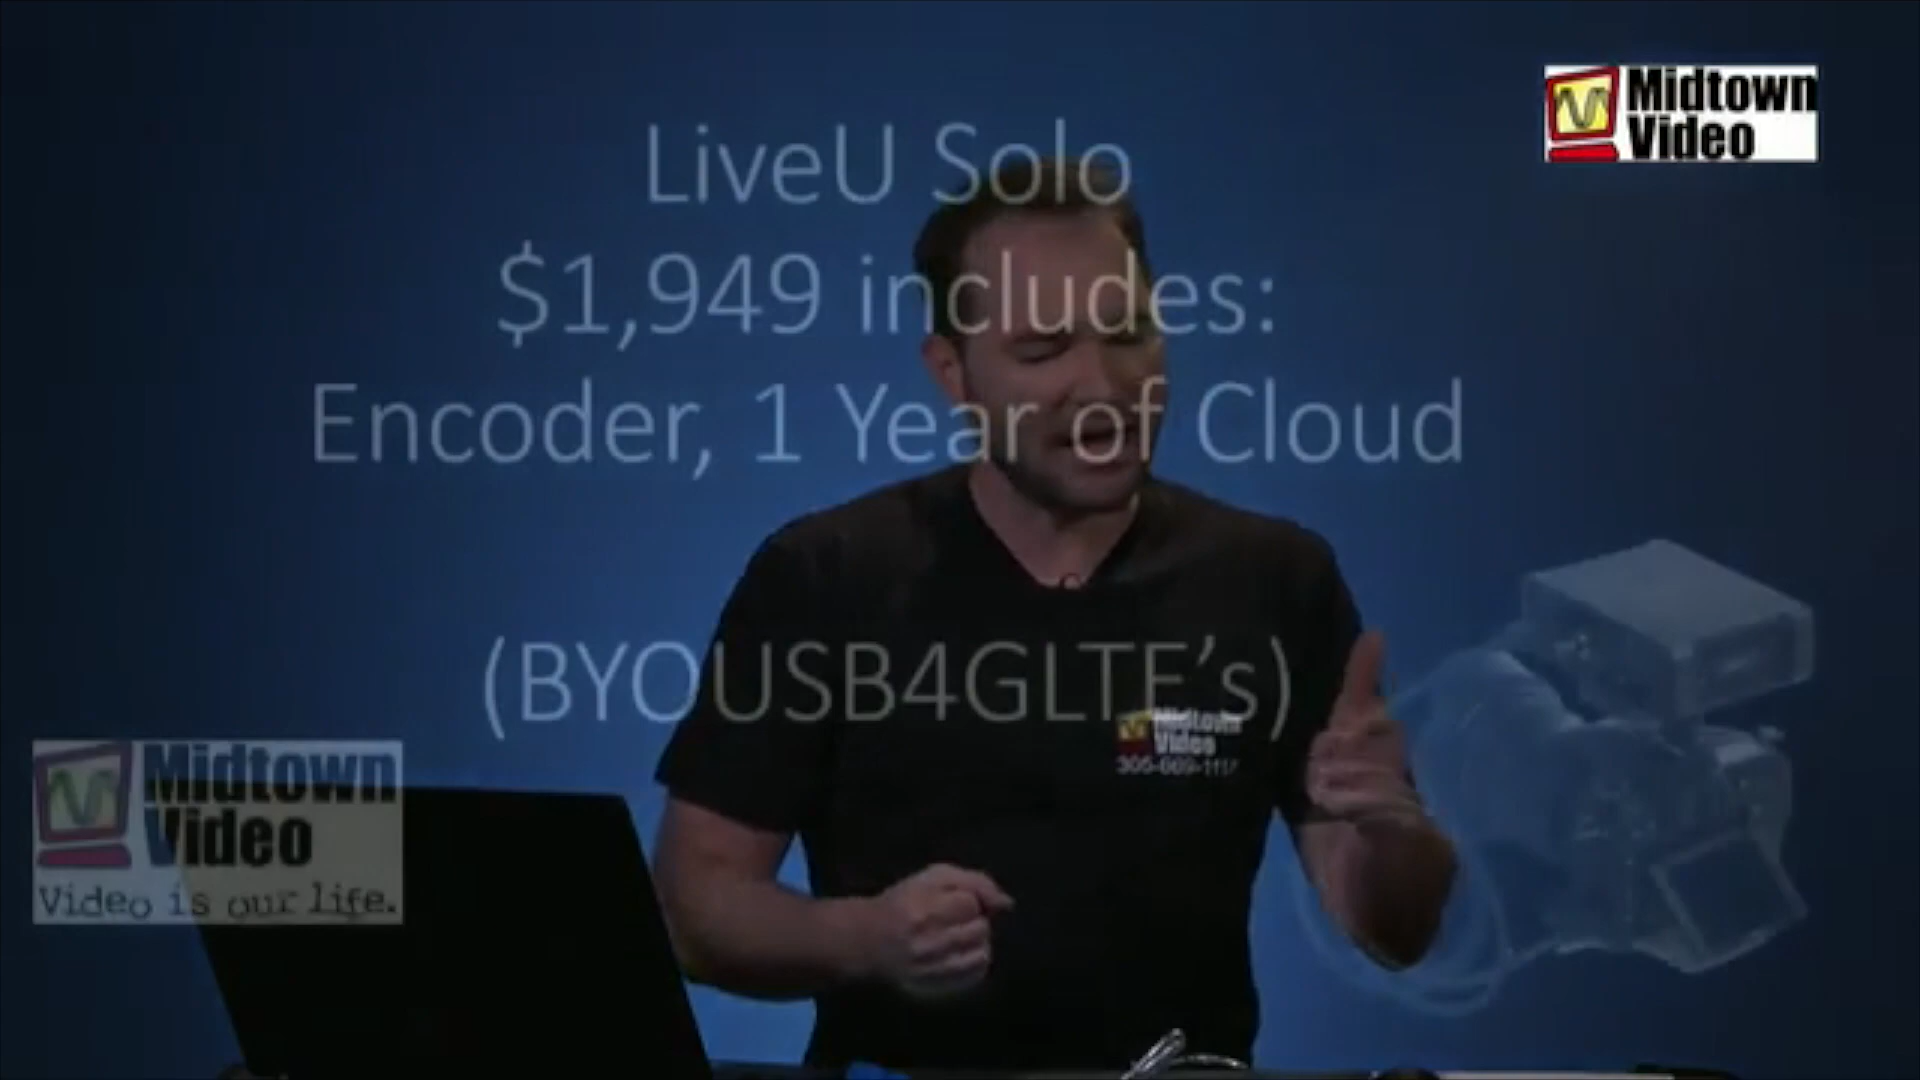 Midtown
Video
LiveU Solo
$1,949 includes:
Encoder, 1 Year of Cloud
(BYOUSB4GLTE’s)
Midtown
Video
Midtown
Video
Video is our life.